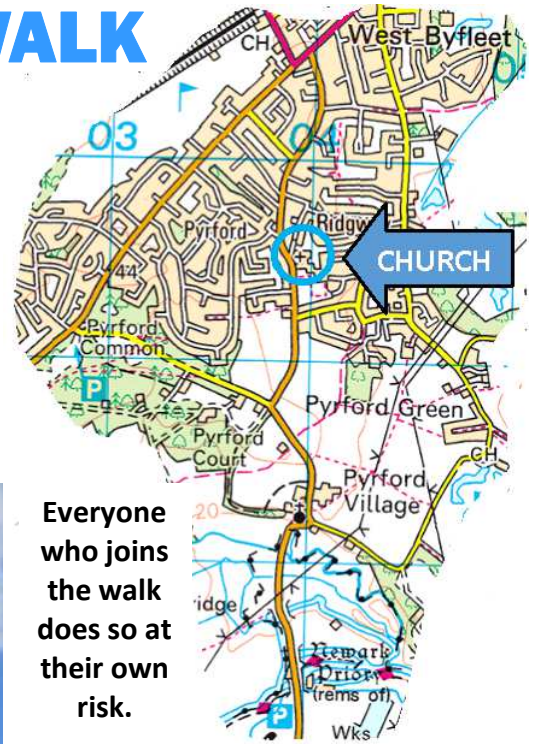 WALK
CH
West Byfleet
03
04
Ridgw
Pyrford
CHURCH
44
Pyrford
Common
P
Pyrford Green
Pyrford
Court
CH
Pyrford
Village
20
Everyone
who joins
the walk
does so at
their own
risk.
idge
Newark
Priory
(rems of)
P
Wks